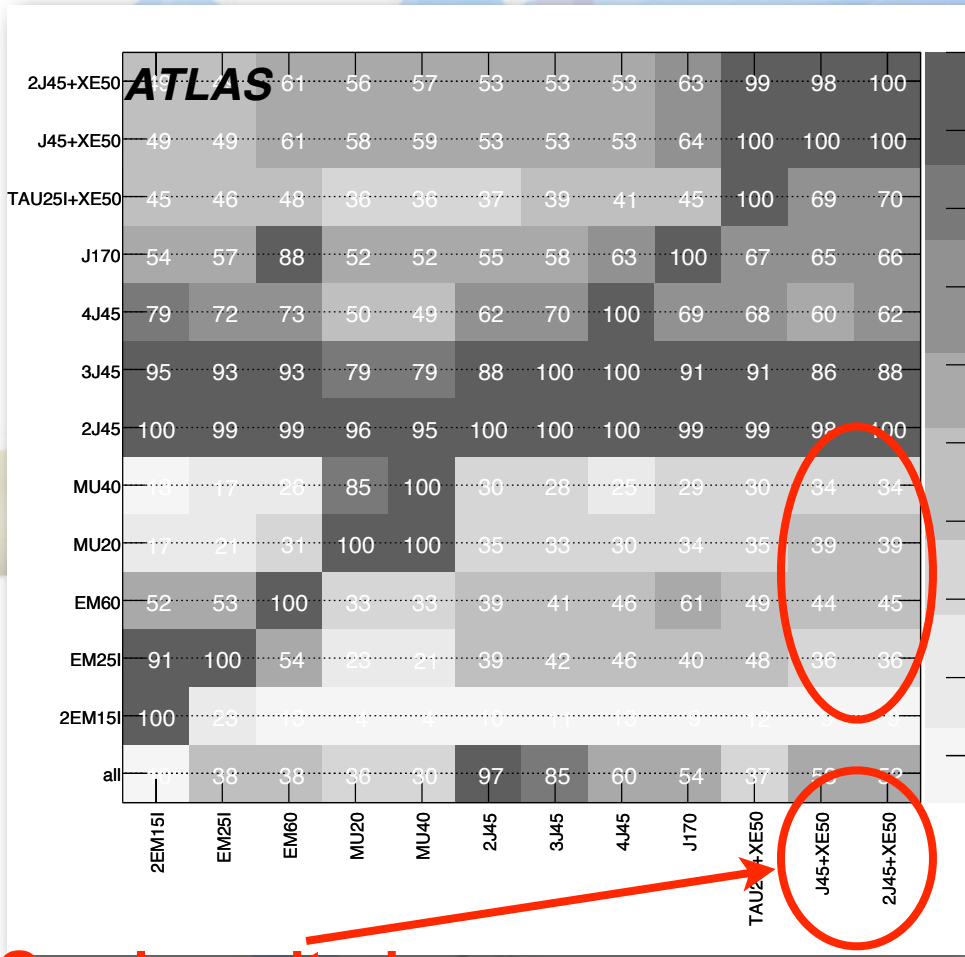 ATLAS
2J45+XE50 61 56 57 53 53 53 63 99 98 100
J45+XE50 49 49 61 58 59 53 53 53 64 100 100 100
TAU25I+XE50 45 46 48 36 36 37 39 41 45 100 69 70
J170 54 57 88 52 52 55 58 63 100 67 65 66
4J45 79 72 73 50 49 62 70 100 69 68 60 62
3J45 95 93 93 79 79 88 100 100 91 91 86 88
2J45 100 99 99 96 95 100 100 100 99 99 98 100
MU40 17 26 85 100 30 28 25 29 30 34 34
MU20 17 21 31 100 100 35 33 30 34 35 39 39
EM60 52 53 100 33 33 39 41 46 61 49 44 45
EM25I 91 100 54 23 21 39 42 46 40 48 36 36
2EM15I 100 23
all 38 38 36 30 97 85 60 54 37
2EM15I EM25I EM60 MU20 MU40 2J45 3J45 4J45 J170 J45+XE50 2J45+XE50